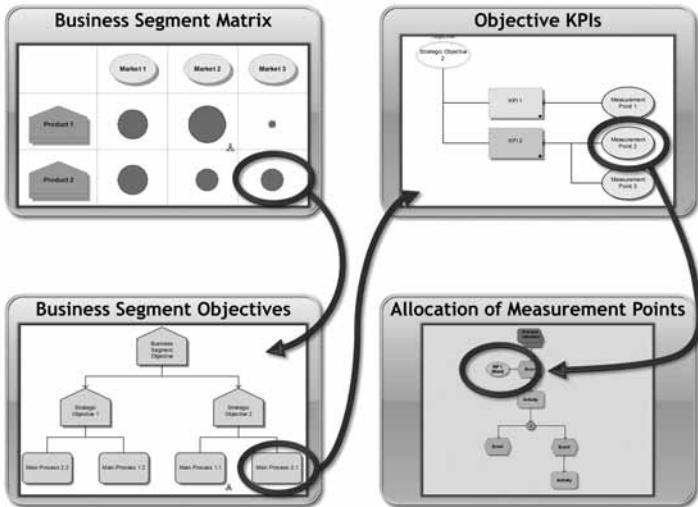 Business Segment Matrix
Market 1
Market 2
Market 3
Product 1
Product 2
Objective KPIs
Strategic Objective
2
KPI 1
Measurement
Point 1
KPI 2
Measurement
Point 2
Measurement
Point 3
Business Segment Objectives
Business
Segment
Objective
Strategic
Objective 1
Strategic
Objective 2
Main Process 2.3
Main Process 1.2
Main Process 1.1
Main Process 2.1
Allocation of Measurement Points
Activity
Event
Event
Activity